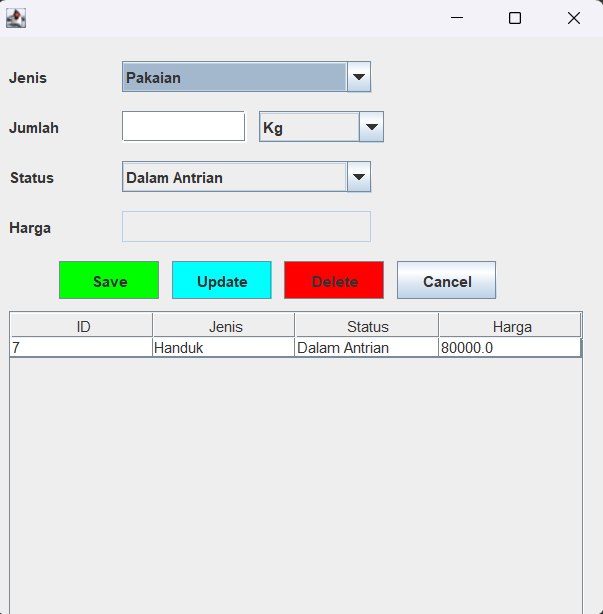 Jenis Pakaian
Jumlah Kg
Status Dalam Antrian
Harga
Save Update Delete Cancel
ID Jenis Status Harga
7 Handuk Dalam Antrian 80000.0